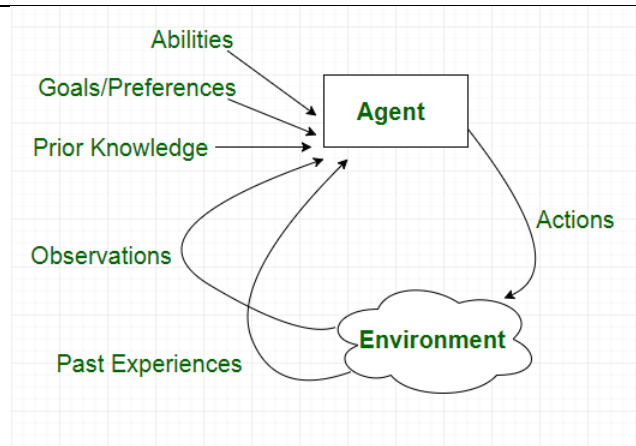 Abilities
Goals/Preferences
Agent
Prior Knowledge
Actions
Observations
Environment
Past Experiences